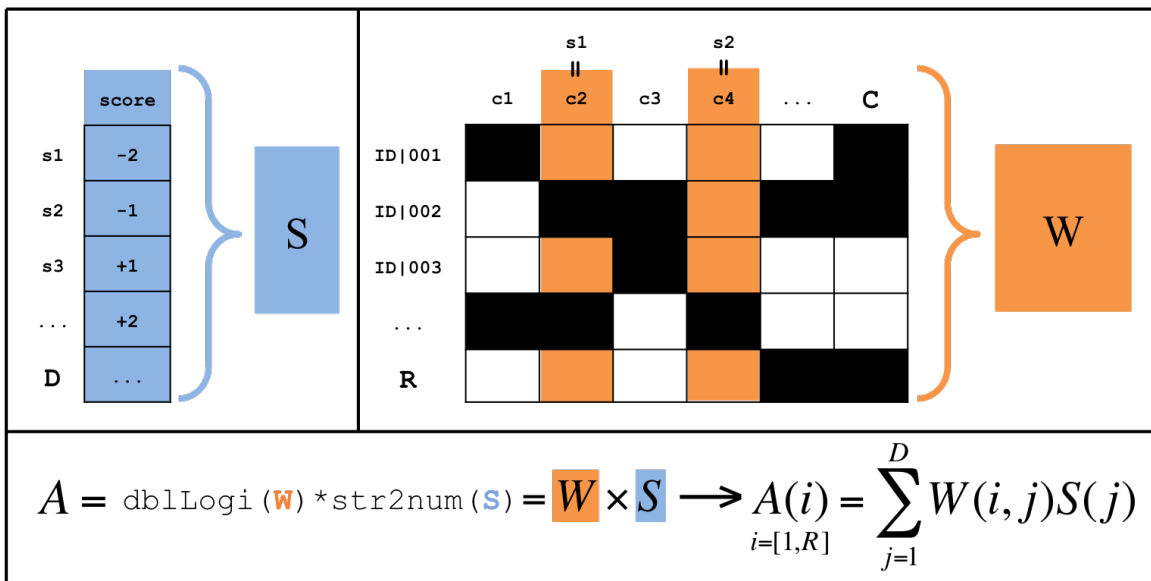 score
s1 -2
s2 -1
s3 +1
... +2
D ...
S
s1 s2
= =
c1 c2 c3 c4 ... C
ID|001
ID|002
ID|003
...
R
W
A = dblLogi(W)*str2num(S) = W × S → A(i) = ∑ W(i, j)S(j)
i=[1,R]
D
j=1